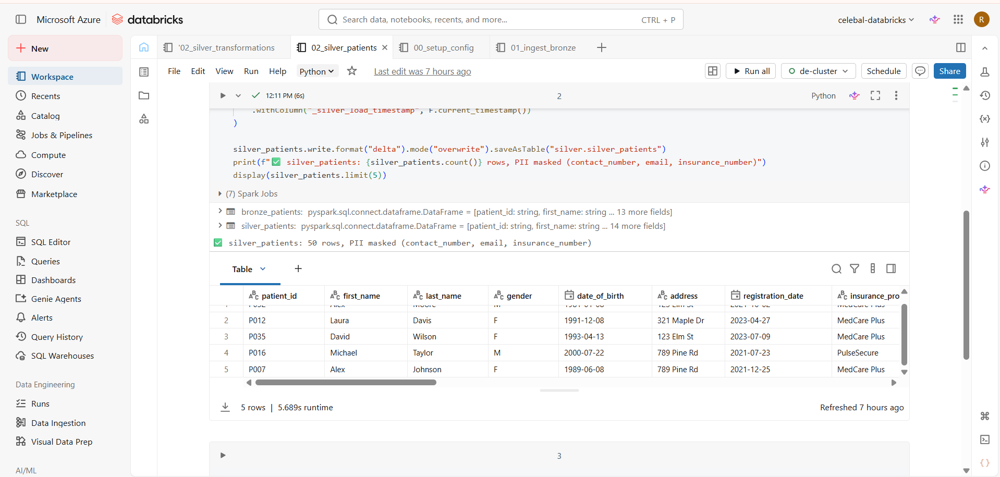 Microsoft Azure databricks
Search data, notebooks, recents, and more... CTRL + P
celebal-databricks
R
New
Workspace
Recents
Catalog
Jobs & Pipelines
Compute
Discover
Marketplace
SQL
SQL Editor
Queries
Dashboards
Genie Agents
Alerts
Query History
SQL Warehouses
Data Engineering
Runs
Data Ingestion
Visual Data Prep
AI/ML
'02_silver_transformations 02_silver_patients 00_setup_config 01_ingest_bronze
File Edit View Run Help Python Last edit was 7 hours ago
Run all de-cluster Schedule Share
12:11 PM (6s) 2 Python
.withColumn("_silver_load_timestamp", F.current_timestamp())
)
silver_patients.write.format("delta").mode("overwrite").saveAsTable("silver.silver_patients")
print(f"✅ silver_patients: {silver_patients.count()} rows, PII masked (contact_number, email, insurance_number)")
display(silver_patients.limit(5))
(7) Spark Jobs
bronze_patients: pyspark.sql.connect.dataframe.DataFrame = [patient_id: string, first_name: string ... 13 more fields]
silver_patients: pyspark.sql.connect.dataframe.DataFrame = [patient_id: string, first_name: string ... 14 more fields]
✅ silver_patients: 50 rows, PII masked (contact_number, email, insurance_number)
Table
patient_id first_name last_name gender date_of_birth address registration_date insurance_pro
2 P012 Laura Davis F 1991-12-08 321 Maple Dr 2023-04-27 MedCare Plus
3 P035 David Wilson F 1993-04-13 123 Elm St 2023-07-09 MedCare Plus
4 P016 Michael Taylor M 2000-07-22 789 Pine Rd 2021-07-23 PulseSecure
5 P007 Alex Johnson F 1989-06-08 789 Pine Rd 2021-12-25 MedCare Plus
5 rows | 5.689s runtime
Refreshed 7 hours ago
3